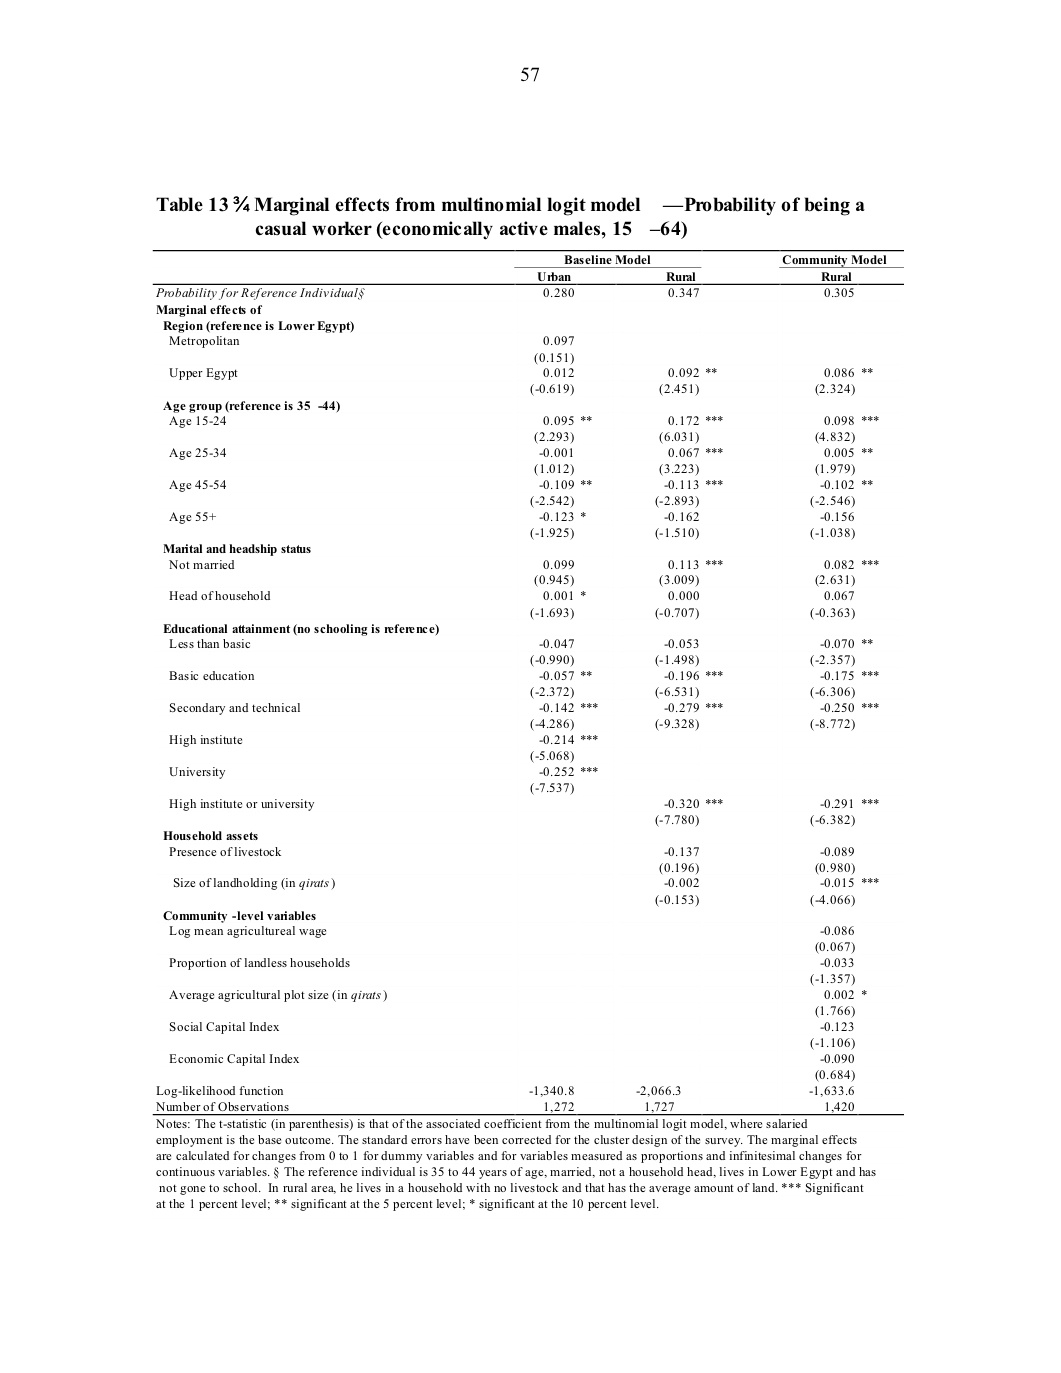 57
Table 13 ¾ Marginal effects from multinomial logit model —Probability of being a
casual worker (economically active males, 15 –64)
Baseline Model Community Model
Urban Rural Rural
Probability for Reference Individual§ 0.280 0.347 0.305
Marginal effects of
Region (reference is Lower Egypt)
Metropolitan 0.097
(0.151)
Upper Egypt 0.012 0.092 ** 0.086 **
(-0.619) (2.451) (2.324)
Age group (reference is 35 -44)
Age 15-24 0.095 ** 0.172 *** 0.098 ***
(2.293) (6.031) (4.832)
Age 25-34 -0.001 0.067 *** 0.005 **
(1.012) (3.223) (1.979)
Age 45-54 -0.109 ** -0.113 *** -0.102 **
(-2.542) (-2.893) (-2.546)
Age 55+ -0.123 * -0.162 -0.156
(-1.925) (-1.510) (-1.038)
Marital and headship status
Not married 0.099 0.113 *** 0.082 ***
(0.945) (3.009) (2.631)
Head of household 0.001 * 0.000 0.067
(-1.693) (-0.707) (-0.363)
Educational attainment (no schooling is reference)
Less than basic -0.047 -0.053 -0.070 **
(-0.990) (-1.498) (-2.357)
Basic education -0.057 ** -0.196 *** -0.175 ***
(-2.372) (-6.531) (-6.306)
Secondary and technical -0.142 *** -0.279 *** -0.250 ***
(-4.286) (-9.328) (-8.772)
High institute -0.214 ***
(-5.068)
University -0.252 ***
(-7.537)
High institute or university -0.320 *** -0.291 ***
(-7.780) (-6.382)
Household assets
Presence of livestock -0.137 -0.089
(0.196) (0.980)
Size of landholding (in qirats) -0.002 -0.015 ***
(-0.153) (-4.066)
Community -level variables
Log mean agricultureal wage -0.086
(0.067)
Proportion of landless households -0.033
(-1.357)
Average agricultural plot size (in qirats) 0.002 *
(1.766)
Social Capital Index -0.123
(-1.106)
Economic Capital Index -0.090
(0.684)
Log-likelihood function -1,340.8 -2,066.3 -1,633.6
Number of Observations 1,272 1,727 1,420
Notes: The t-statistic (in parenthesis) is that of the associated coefficient from the multinomial logit model, where salaried
employment is the base outcome. The standard errors have been corrected for the cluster design of the survey. The marginal effects
are calculated for changes from 0 to 1 for dummy variables and for variables measured as proportions and infinitesimal changes for
continuous variables. § The reference individual is 35 to 44 years of age, married, not a household head, lives in Lower Egypt and has
not gone to school. In rural area, he lives in a household with no livestock and that has the average amount of land. *** Significant
at the 1 percent level; ** significant at the 5 percent level; * significant at the 10 percent level.